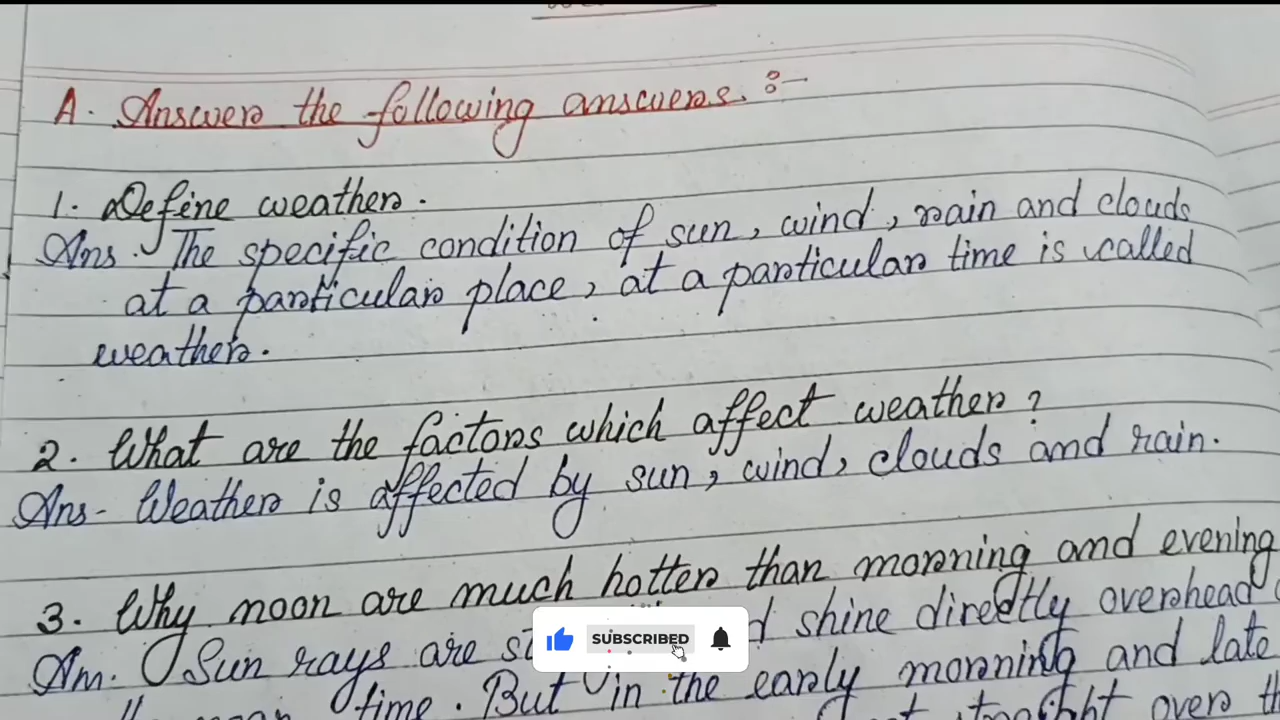 A. Answer the following answers. :-
1. Define weather.
Ans. The specific condition of sun, wind, rain and clouds
at a particular place, at a particular time is called
weather.
2. What are the factors which affect weather ?
Ans- Weather is affected by sun, wind, clouds and rain.
3. Why noon are much hotter than morning and evening
Ans. Sun rays are shine directly overhead
SUBSCRIBED
time. But in the early morning and late
over